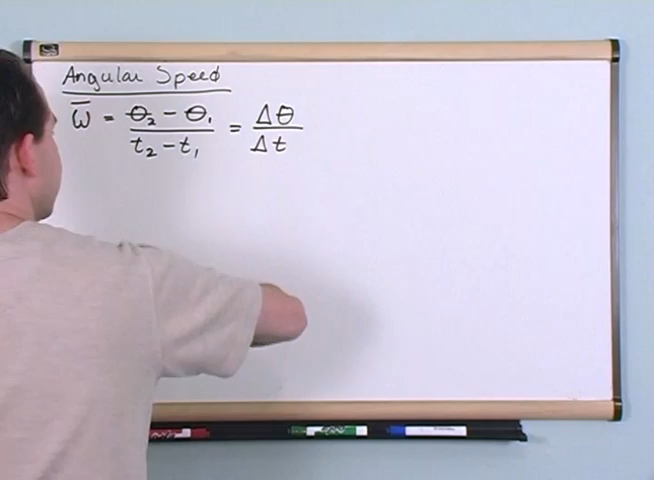 Angular Speed
ω̄ = θ₂ − θ₁ / t₂ − t₁ = Δθ / Δt